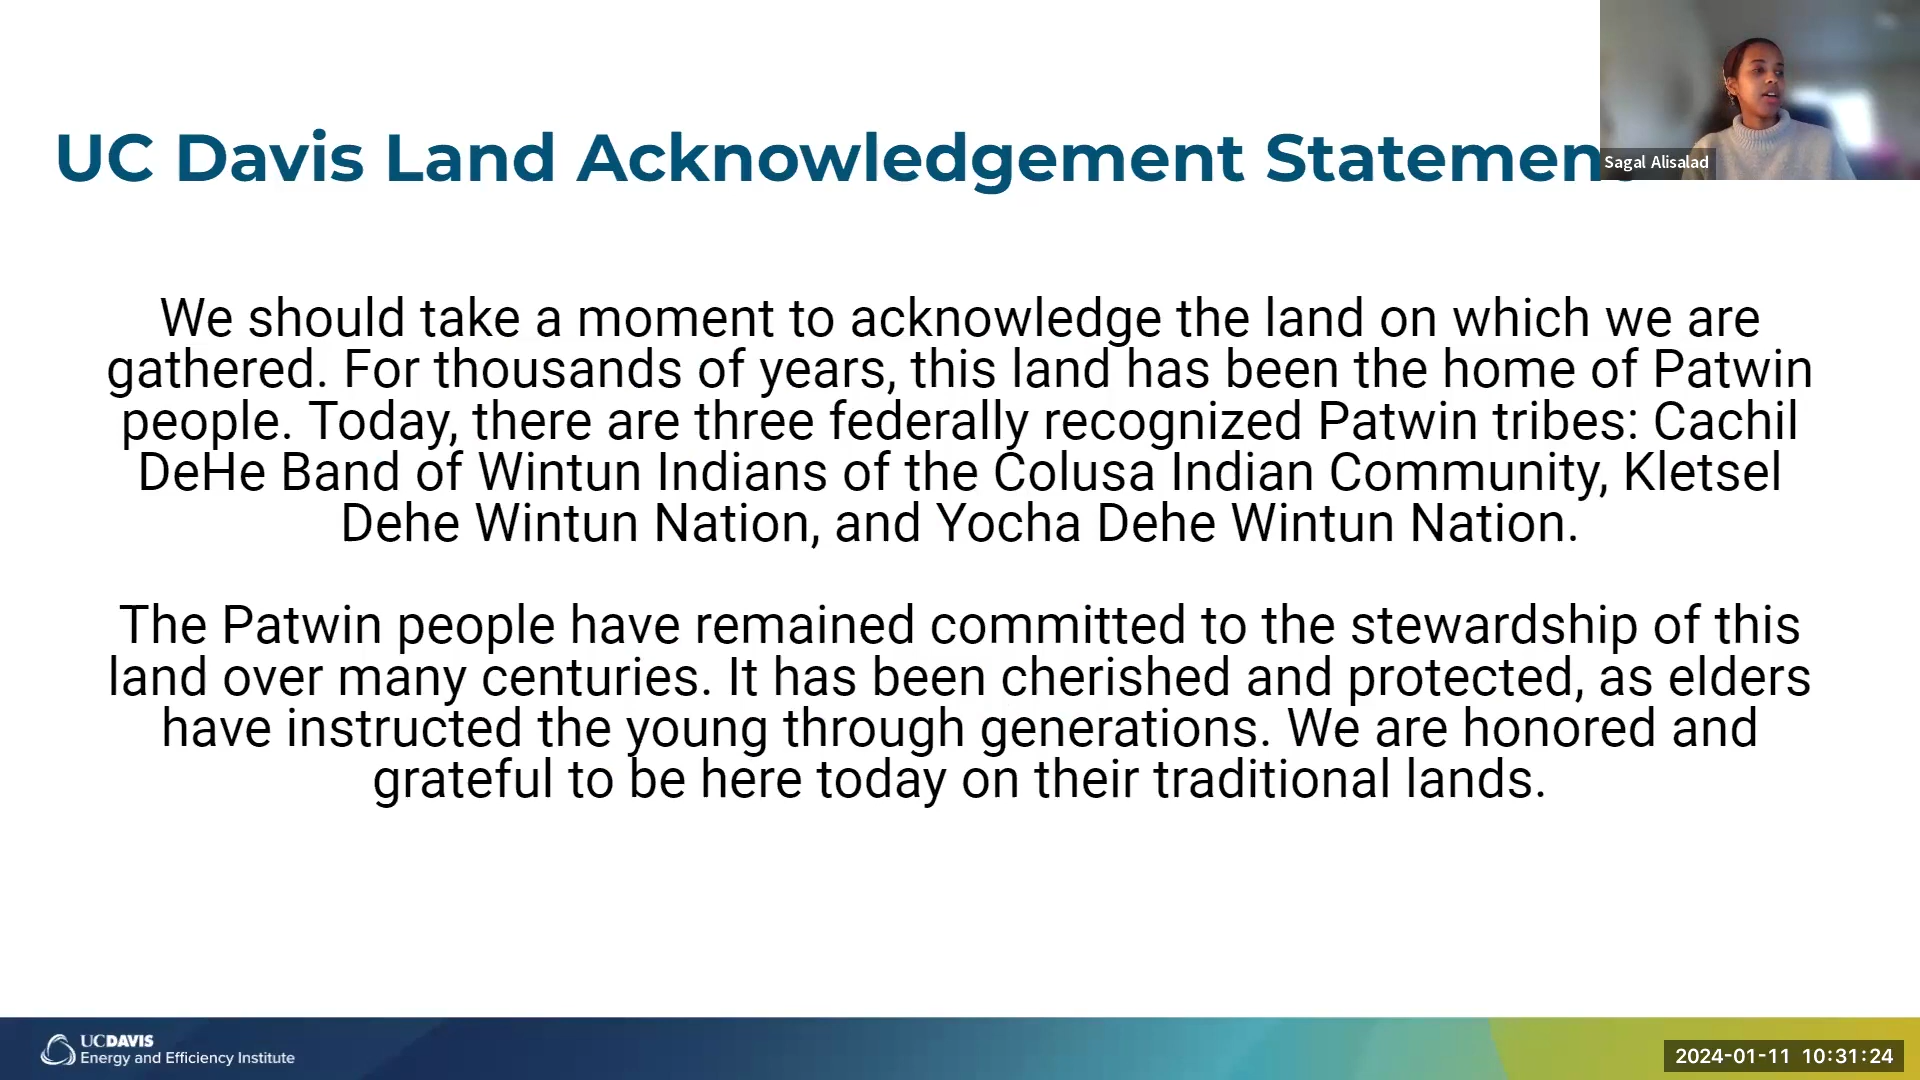 UC Davis Land Acknowledgement Statemen
Sagal Alisalad
We should take a moment to acknowledge the land on which we are
gathered. For thousands of years, this land has been the home of Patwin
people. Today, there are three federally recognized Patwin tribes: Cachil
DeHe Band of Wintun Indians of the Colusa Indian Community, Kletsel
Dehe Wintun Nation, and Yocha Dehe Wintun Nation.
The Patwin people have remained committed to the stewardship of this
land over many centuries. It has been cherished and protected, as elders
have instructed the young through generations. We are honored and
grateful to be here today on their traditional lands.
UCDAVIS
Energy and Efficiency Institute
2024-01-11 10:31:24